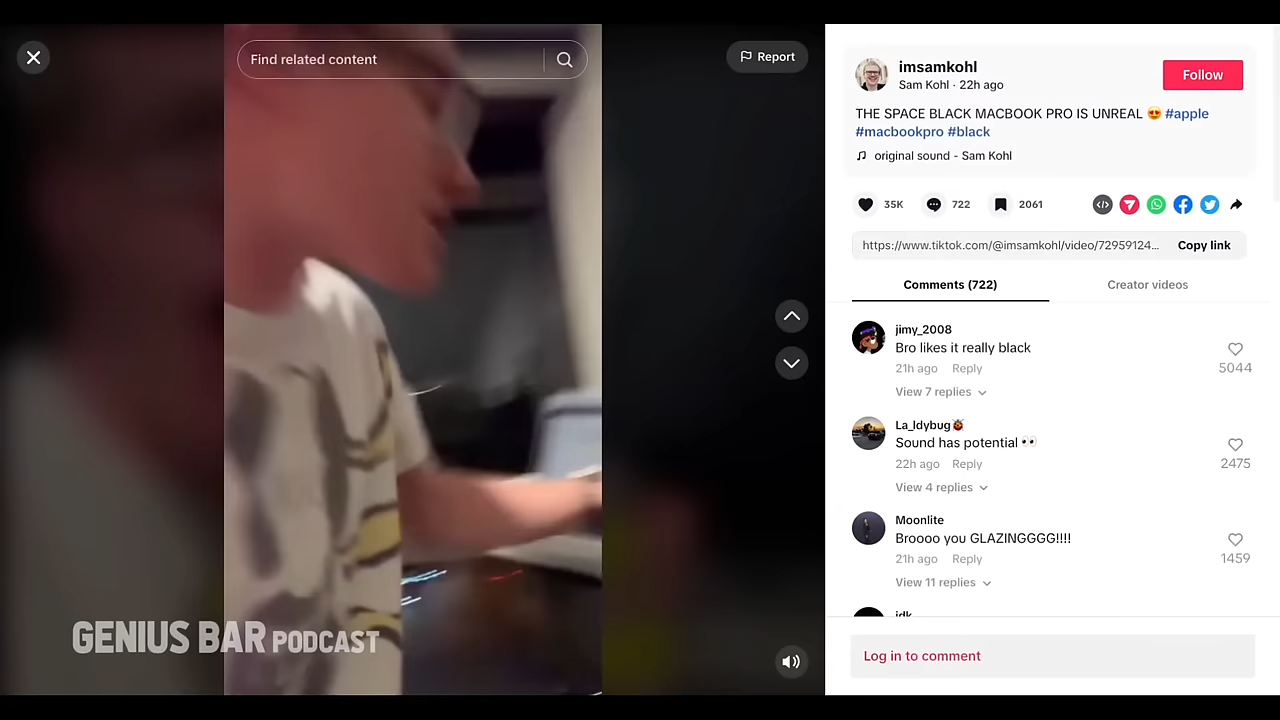 Find related content
Report
GENIUS BAR PODCAST
imsamkohl
Sam Kohl · 22h ago
Follow
THE SPACE BLACK MACBOOK PRO IS UNREAL 😍 #apple
#macbookpro #black
original sound - Sam Kohl
35K
722
2061
https://www.tiktok.com/@imsamkohl/video/72959124...
Copy link
Comments (722)
Creator videos
jimy_2008
Bro likes it really black
21h ago Reply
5044
View 7 replies
La_ldybug🐞
Sound has potential 👀
22h ago Reply
2475
View 4 replies
Moonlite
Broooo you GLAZINGGGG!!!!
21h ago Reply
1459
View 11 replies
idk
Log in to comment